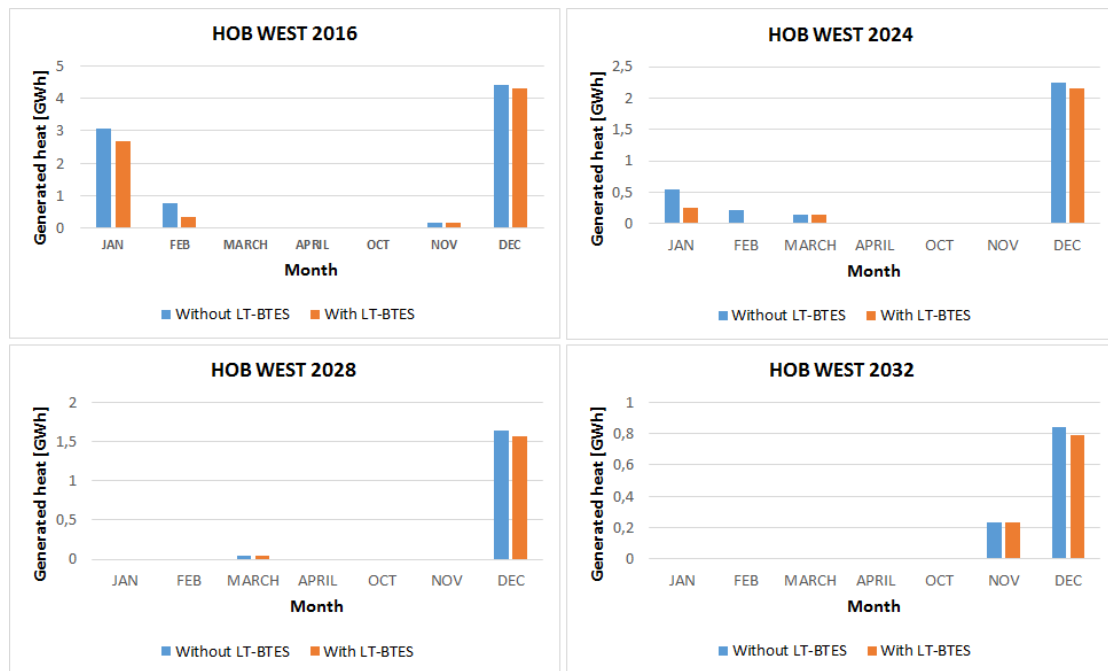 HOB WEST 2016
Generated heat [GWh]
5
4
3
2
1
0
JAN FEB MARCH APRIL OCT NOV DEC
Month
Without LT-BTES With LT-BTES
HOB WEST 2024
Generated heat [GWh]
2,5
2
1,5
1
0,5
0
JAN FEB MARCH APRIL OCT NOV DEC
Month
Without LT-BTES With LT-BTES
HOB WEST 2028
Generated heat [GWh]
2
1,5
1
0,5
0
JAN FEB MARCH APRIL OCT NOV DEC
Month
Without LT-BTES With LT-BTES
HOB WEST 2032
Generated heat [GWh]
1
0,8
0,6
0,4
0,2
0
JAN FEB MARCH APRIL OCT NOV DEC
Month
Without LT-BTES With LT-BTES